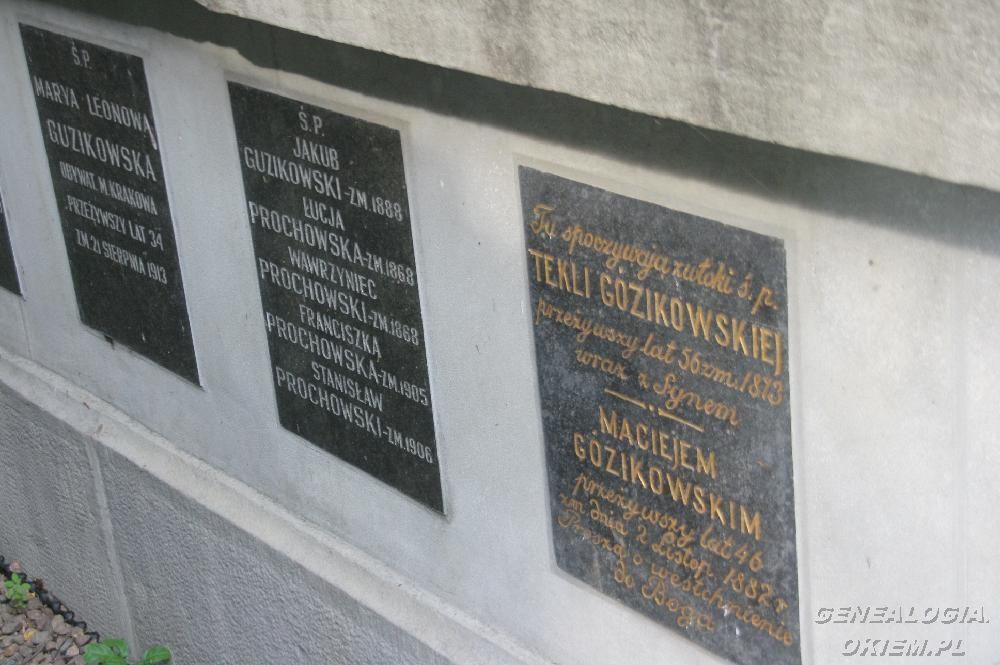 Ś.P.
MARYA LEONOWA
GUZIKOWSKA
OBYWAT. M. KRAKOWA
PRZEŻYWSZY LAT 34
ZM. 21 SIERPNIA 1913
Ś.P.
JAKUB
GUZIKOWSKI-ZM.1888
ŁUCJA
PROCHOWSKA-ZM.1868
WAWRZYNIEC
PROCHOWSKI-ZM.1868
FRANCISZKA
PROCHOWSKA-ZM.1905
STANISŁAW
PROCHOWSKI-ZM.1906
Tu spoczywają zwłoki ś.p.
TEKLI GOZIKOWSKIEJ
przeżywszy lat 56 zm. 1873
wraz z Synem
MACIEJEM
GOZIKOWSKIM
przeżywszy lat 46
zm dnia 2 Listop. 1882 r
Proszą o westchnienie
do Boga
GENEALOGIA.
OKIEM.PL